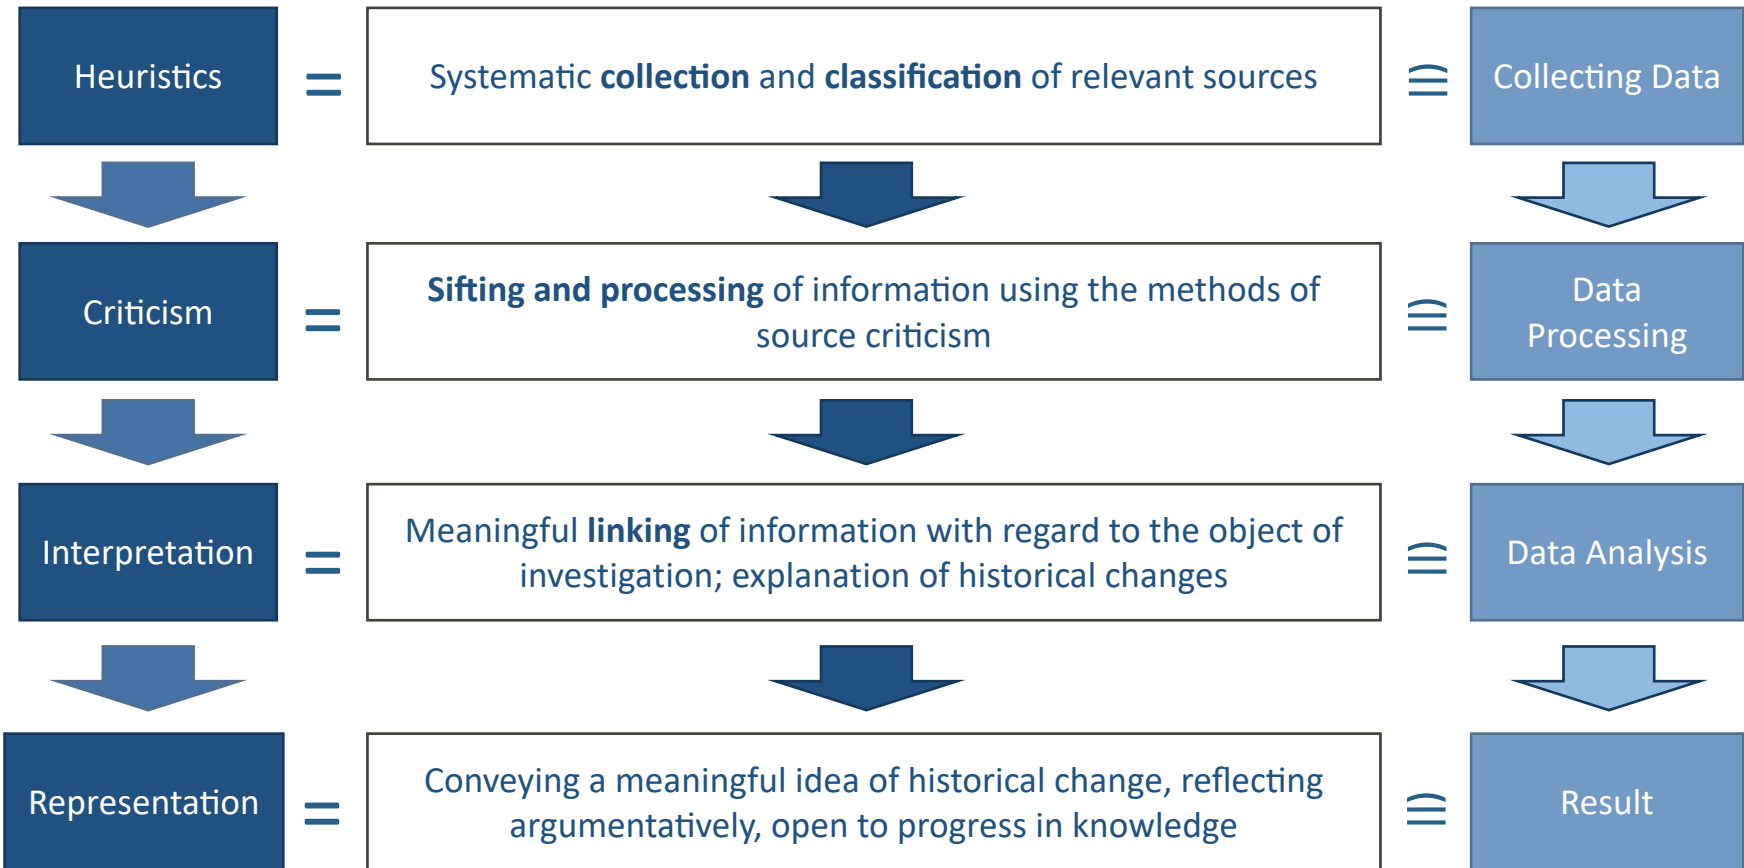 Heuristics
=
Systematic collection and classification of relevant sources
≘
Collecting Data
Criticism
=
Sifting and processing of information using the methods of
source criticism
≘
Data
Processing
Interpretation
=
Meaningful linking of information with regard to the object of
investigation; explanation of historical changes
≘
Data Analysis
Representation
=
Conveying a meaningful idea of historical change, reflecting
argumentatively, open to progress in knowledge
≘
Result